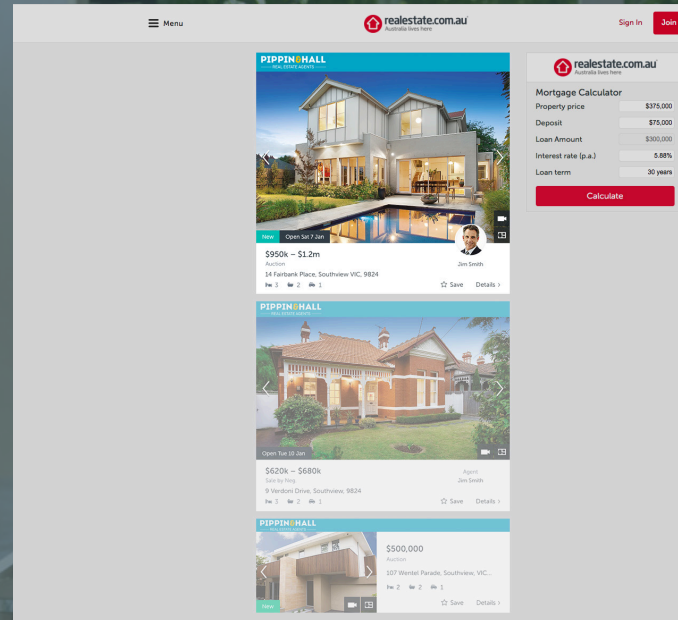 Menu
realestate.com.au
Australia lives here
Sign In
Join
PIPPIN&HALL
REAL ESTATE AGENTS
New
Open Sat 7 Jan
$950k – $1.2m
Auction
Jim Smith
14 Fairbank Place, Southview VIC, 9824
3 2 1
Save
Details ›
PIPPIN&HALL
REAL ESTATE AGENTS
Open Tue 10 Jan
$620k – $680k
Sale by Neg
Agent
Jim Smith
9 Verdoni Drive, Southview, 9824
3 2 1
Save
Details ›
PIPPIN&HALL
REAL ESTATE AGENTS
New
$500,000
Auction
107 Wentel Parade, Southview, VIC...
2 2 1
Save
Details ›
realestate.com.au
Australia lives here
Mortgage Calculator
Property price $375,000
Deposit $75,000
Loan Amount $300,000
Interest rate (p.a.) 5.88%
Loan term 30 years
Calculate